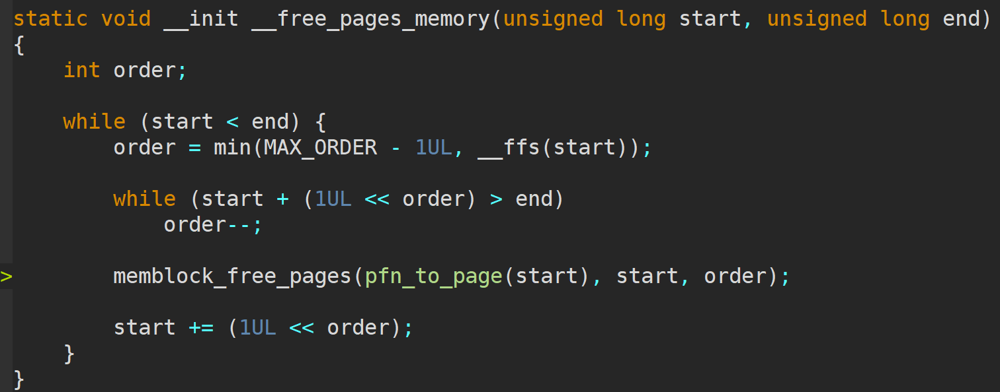 static void __init __free_pages_memory(unsigned long start, unsigned long end)
{
    int order;
    while (start < end) {
        order = min(MAX_ORDER - 1UL, __ffs(start));
        while (start + (1UL << order) > end)
            order--;
>        memblock_free_pages(pfn_to_page(start), start, order);
        start += (1UL << order);
    }
}